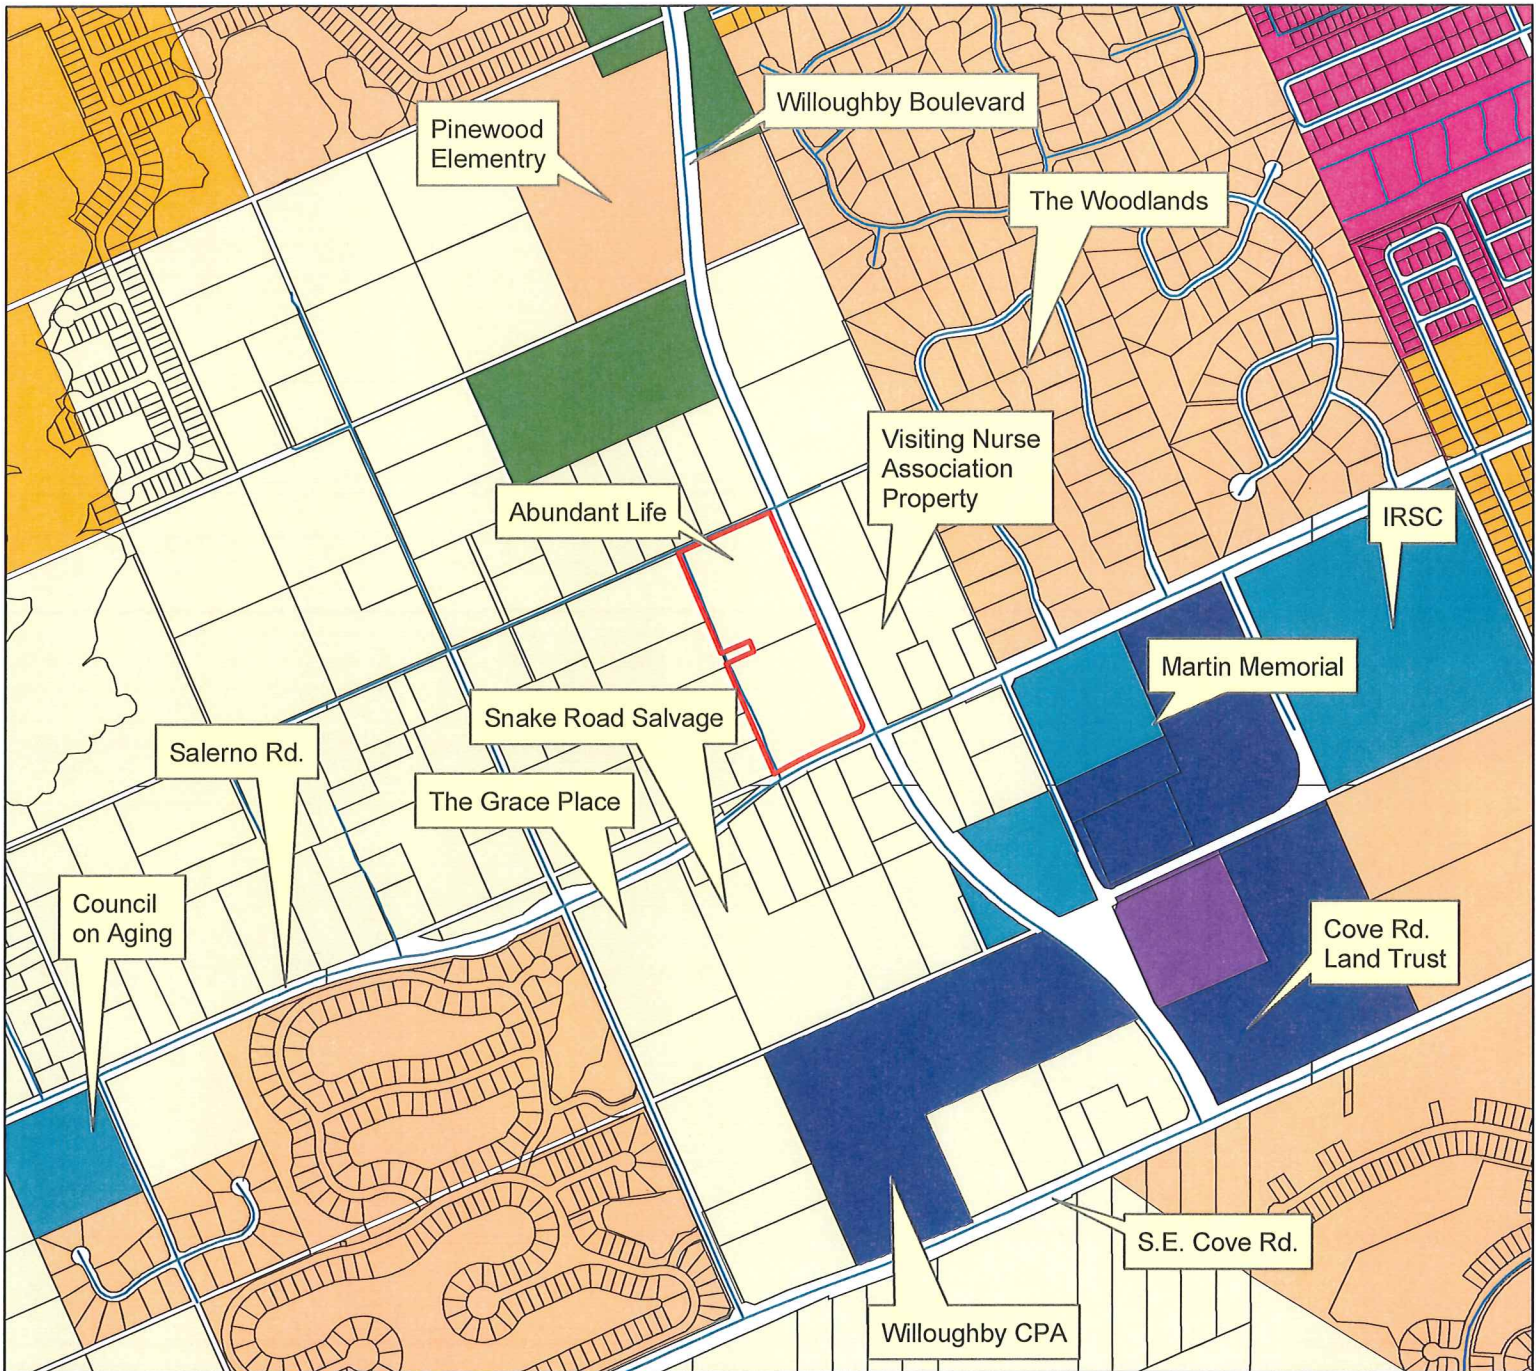 Willoughby Boulevard
Pinewood
Elementry
The Woodlands
Visiting Nurse
Association
Property
Abundant Life
IRSC
Martin Memorial
Snake Road Salvage
Salerno Rd.
The Grace Place
Council
on Aging
Cove Rd.
Land Trust
S.E. Cove Rd.
Willoughby CPA